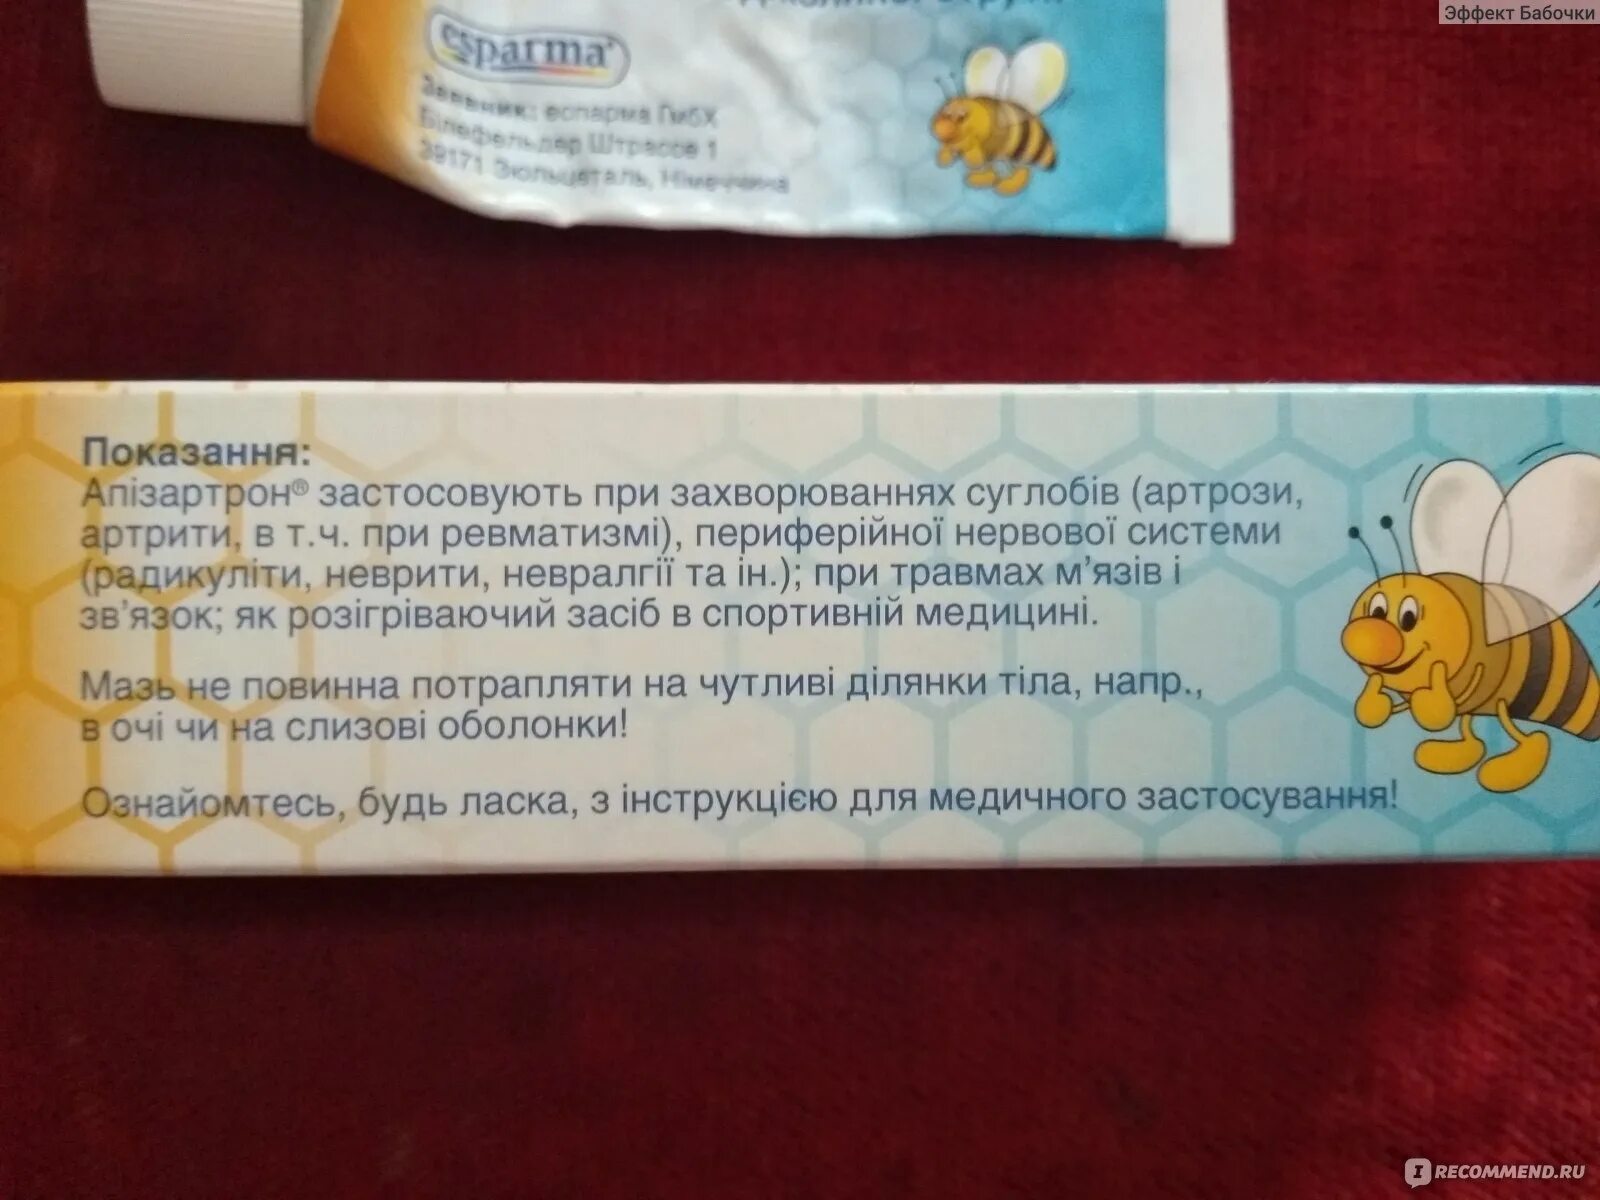 Эффект Бабочки
esparma®
Заявник: еспарма ГмбХ
Білефельдер Штрассе 1
39171 Зюльцеталь, Німеччина
Показання:
Апізартрон® застосовують при захворюваннях суглобів (артрози,
артрити, в т.ч. при ревматизмі), периферійної нервової системи
(радикуліти, неврити, невралгії та ін.); при травмах м’язів і
зв’язок; як розігріваючий засіб в спортивній медицині.
Мазь не повинна потрапляти на чутливі ділянки тіла, напр.,
в очі чи на слизові оболонки!
Ознайомтесь, будь ласка, з інструкцією для медичного застосування!
I RECOMMEND.RU